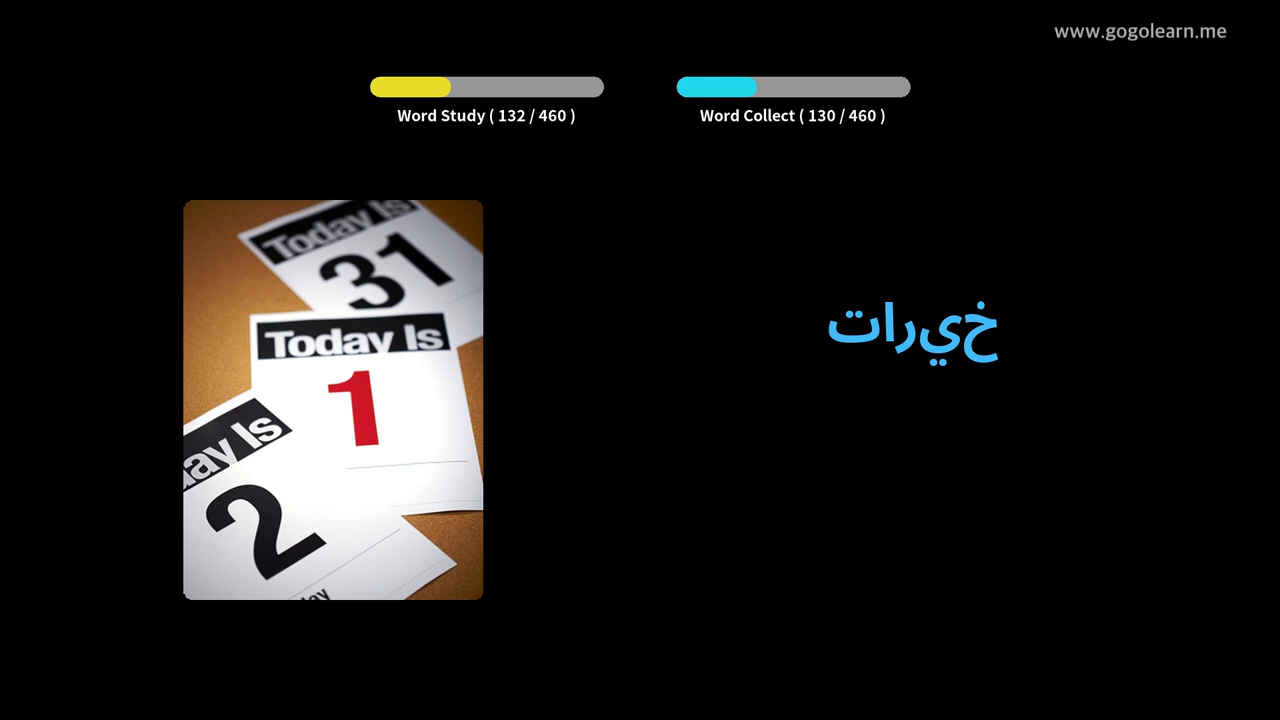 www.gogolearn.me
Word Study ( 132 / 460 )
Word Collect ( 130 / 460 )
Today Is
31
Today Is
1
ay Is
2
خيرات